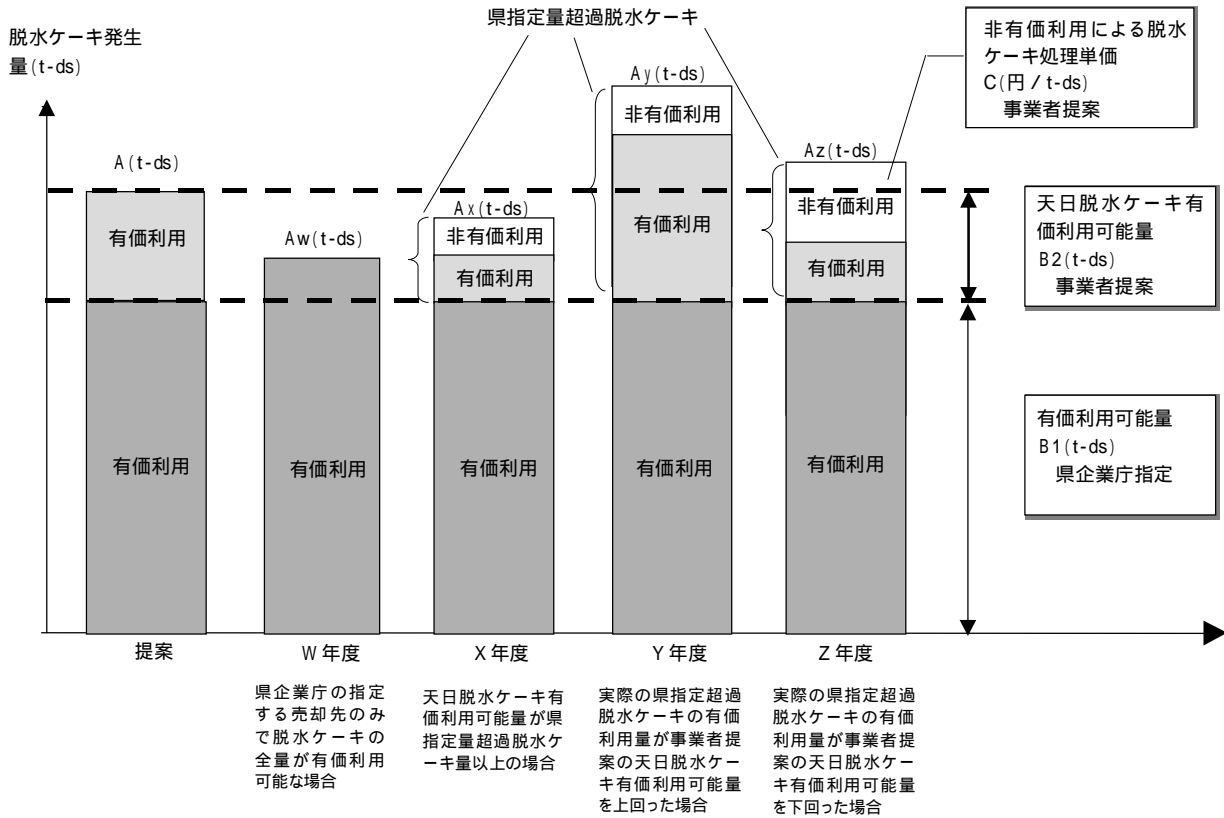 県指定量超過脱水ケーキ
脱水ケーキ発生
量(t-ds)
非有価利用による脱水
ケーキ処理単価
C(円/t-ds)
事業者提案
A(t-ds)
Aw(t-ds)
Ax(t-ds)
Ay(t-ds)
Az(t-ds)
有価利用
有価利用
有価利用
非有価利用
有価利用
有価利用
非有価利用
有価利用
有価利用
非有価利用
有価利用
有価利用
天日脱水ケーキ有
価利用可能量
B2(t-ds)
事業者提案
有価利用可能量
B1(t-ds)
県企業庁指定
提案
W年度
X年度
Y年度
Z年度
県企業庁の指定
する売却先のみ
で脱水ケーキの
全量が有価利用
可能な場合
天日脱水ケーキ有
価利用可能量が県
指定量超過脱水ケ
ーキ量以上の場合
実際の県指定超過
脱水ケーキの有価
利用量が事業者提
案の天日脱水ケー
キ有価利用可能量
を上回った場合
実際の県指定超過
脱水ケーキの有価
利用量が事業者提
案の天日脱水ケー
キ有価利用可能量
を下回った場合